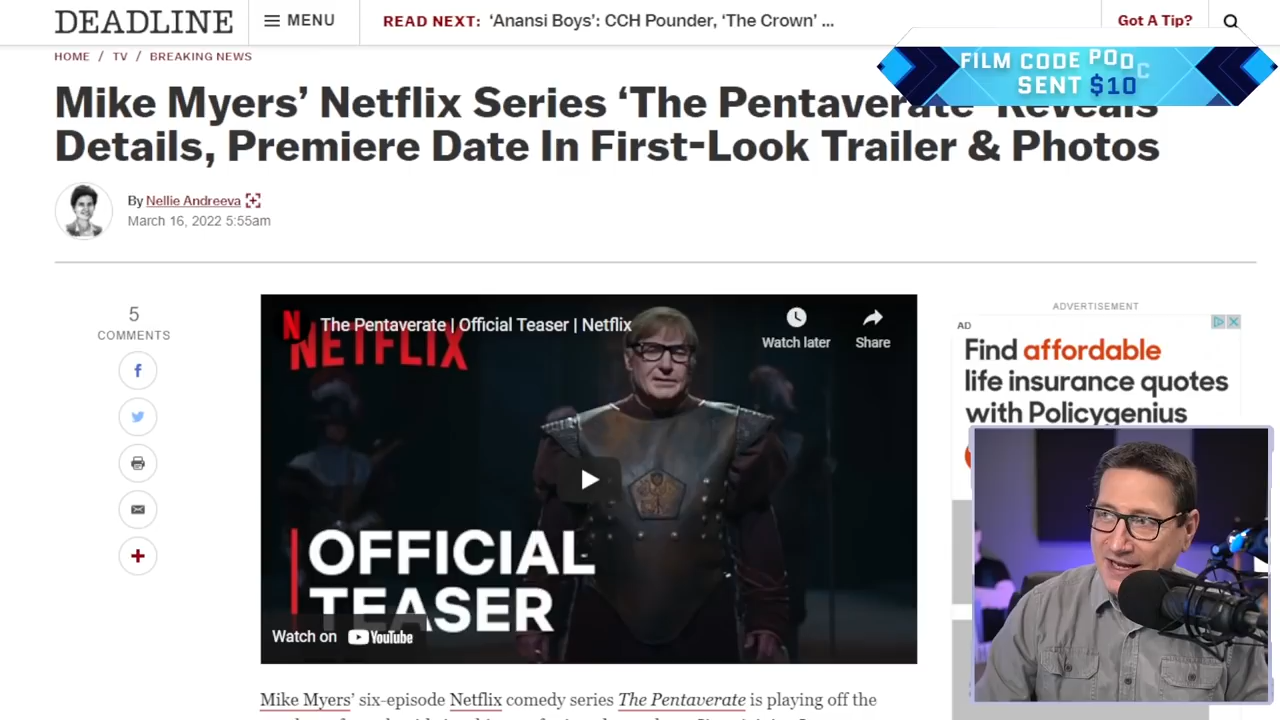 DEADLINE
MENU
READ NEXT: ‘Anansi Boys’: CCH Pounder, ‘The Crown’ ...
Got A Tip?
HOME / TV / BREAKING NEWS
FILM CODE POD
SENT $10
Mike Myers’ Netflix Series ‘The Pentaverate’ Reveals
Details, Premiere Date In First-Look Trailer & Photos
By Nellie Andreeva
March 16, 2022 5:55am
5
COMMENTS
N
The Pentaverate | Official Teaser | Netflix
NETFLIX
Watch later
Share
OFFICIAL
TEASER
Watch on YouTube
ADVERTISEMENT
AD
Find affordable
life insurance quotes
with Policygenius
Mike Myers’ six-episode Netflix comedy series The Pentaverate is playing off the